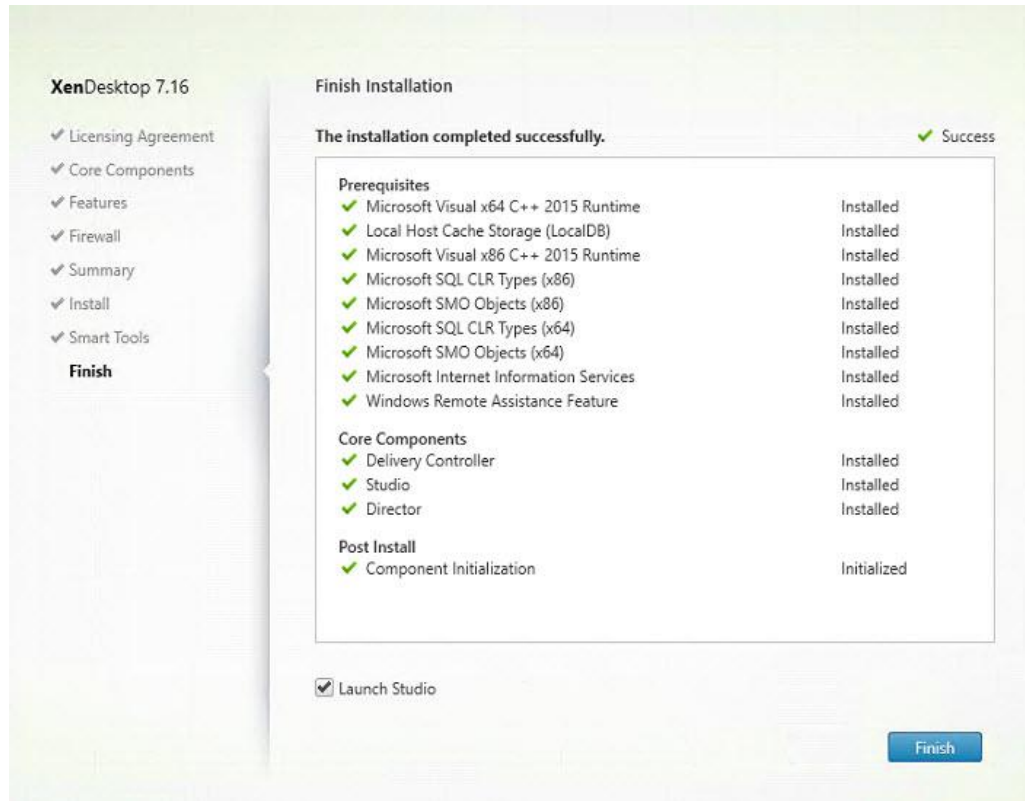 XenDesktop 7.16
Licensing Agreement
Core Components
Features
Firewall
Summary
Install
Smart Tools
Finish
Finish Installation
The installation completed successfully. Success
Prerequisites
Microsoft Visual x64 C++ 2015 Runtime Installed
Local Host Cache Storage (LocalDB) Installed
Microsoft Visual x86 C++ 2015 Runtime Installed
Microsoft SQL CLR Types (x86) Installed
Microsoft SMO Objects (x86) Installed
Microsoft SQL CLR Types (x64) Installed
Microsoft SMO Objects (x64) Installed
Microsoft Internet Information Services Installed
Windows Remote Assistance Feature Installed
Core Components
Delivery Controller Installed
Studio Installed
Director Installed
Post Install
Component Initialization Initialized
Launch Studio
Finish